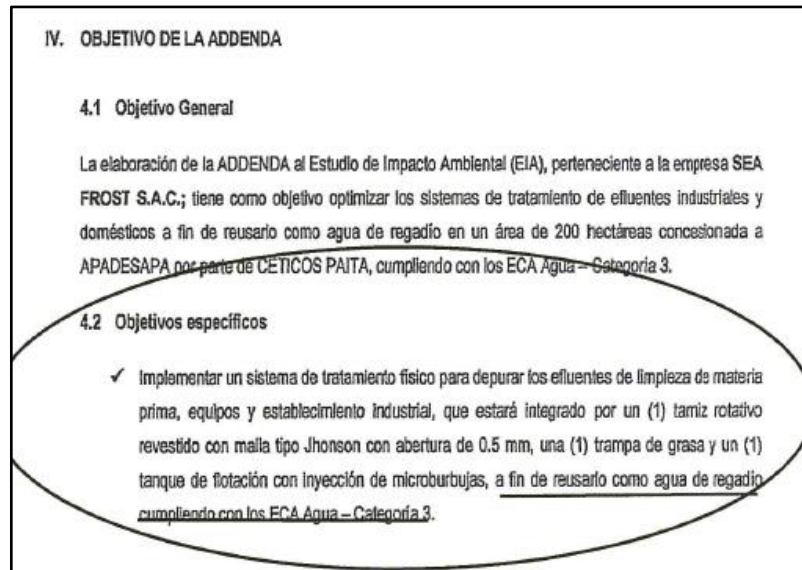 IV. OBJETIVO DE LA ADDENDA
4.1 Objetivo General
La elaboración de la ADDENDA al Estudio de Impacto Ambiental (EIA), perteneciente a la empresa SEA
FROST S.A.C.; tiene como objetivo optimizar los sistemas de tratamiento de efluentes industriales y
domésticos a fin de reusarlo como agua de regadío en un área de 200 hectáreas concesionada a
APADESAPA por parte de CETICOS PAITA, cumpliendo con los ECA Agua – Categoria 3.
4.2 Objetivos específicos
✓ Implementar un sistema de tratamiento físico para depurar los efluentes de limpieza de materia
prima, equipos y establecimiento industrial, que estará integrado por un (1) tamiz rotativo
revestido con malla tipo Jhonson con abertura de 0.5 mm, una (1) trampa de grasa y un (1)
tanque de flotación con inyección de microburbujas, a fin de reusarlo como agua de regadío
cumpliendo con los ECA Agua – Categoría 3.